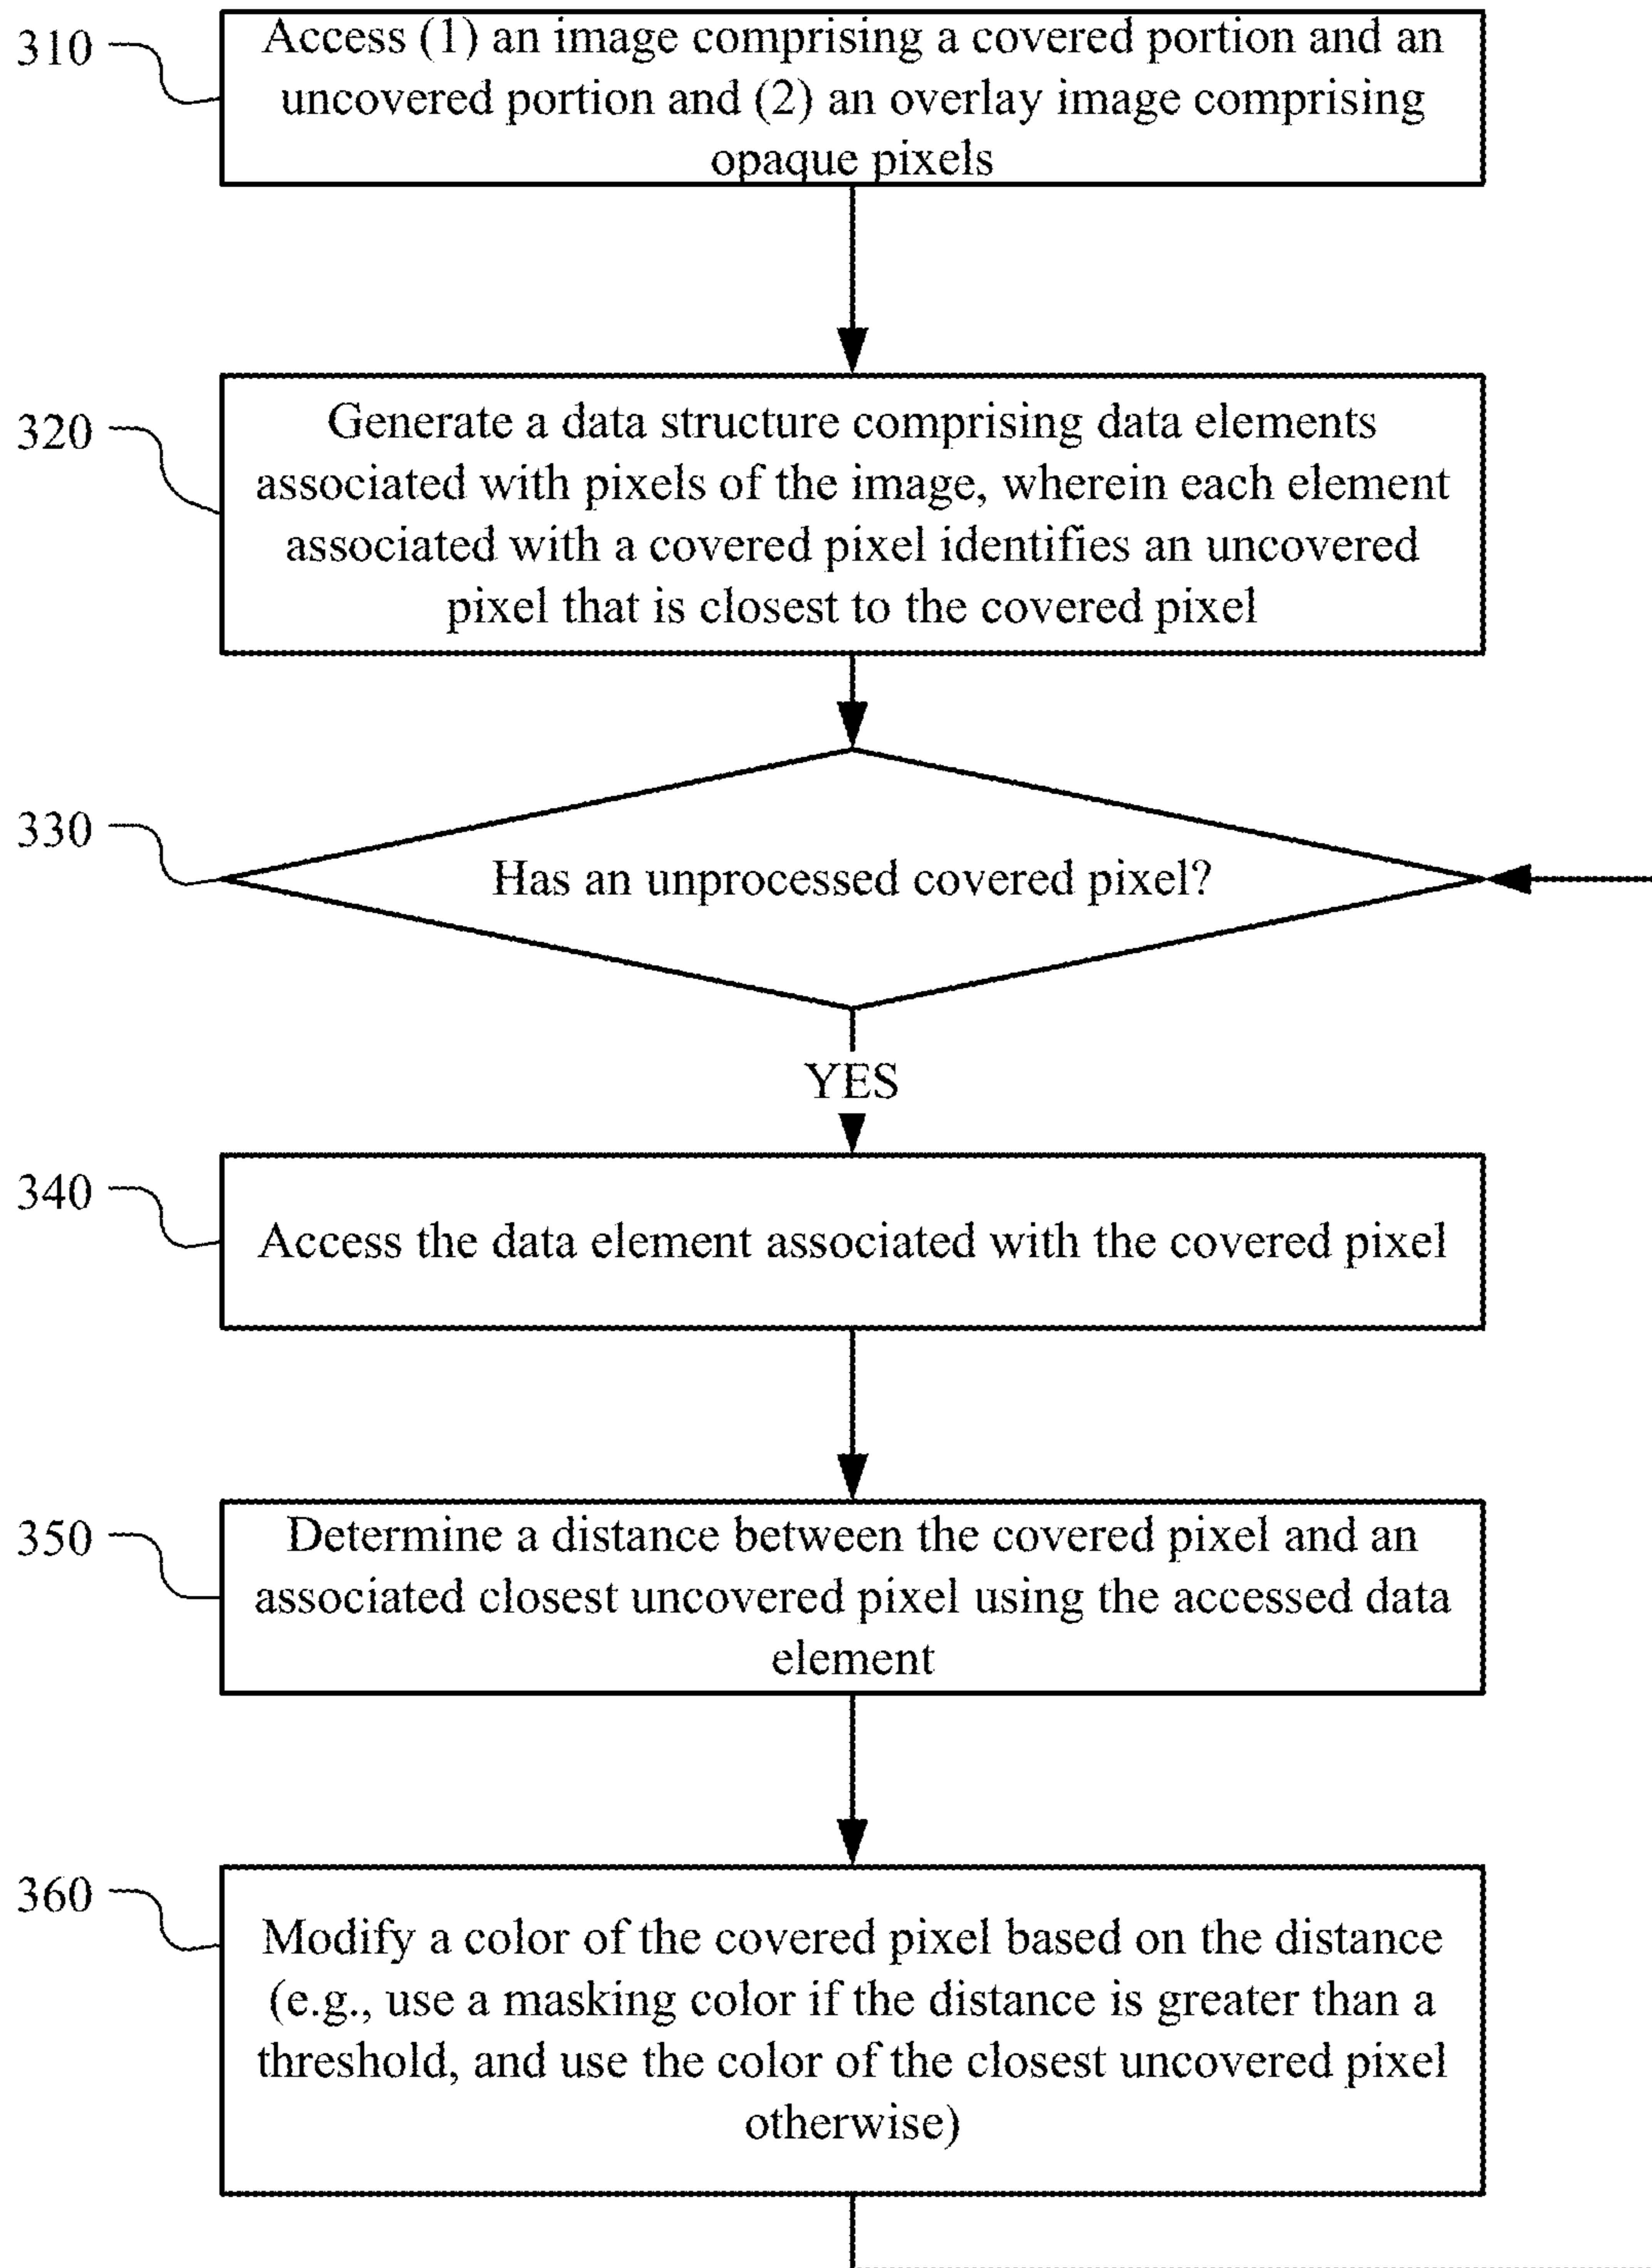 310
Access (1) an image comprising a covered portion and an
uncovered portion and (2) an overlay image comprising
opaque pixels
320
Generate a data structure comprising data elements
associated with pixels of the image, wherein each element
associated with a covered pixel identifies an uncovered
pixel that is closest to the covered pixel
330
Has an unprocessed covered pixel?
YES
340
Access the data element associated with the covered pixel
350
Determine a distance between the covered pixel and an
associated closest uncovered pixel using the accessed data
element
360
Modify a color of the covered pixel based on the distance
(e.g., use a masking color if the distance is greater than a
threshold, and use the color of the closest uncovered pixel
otherwise)